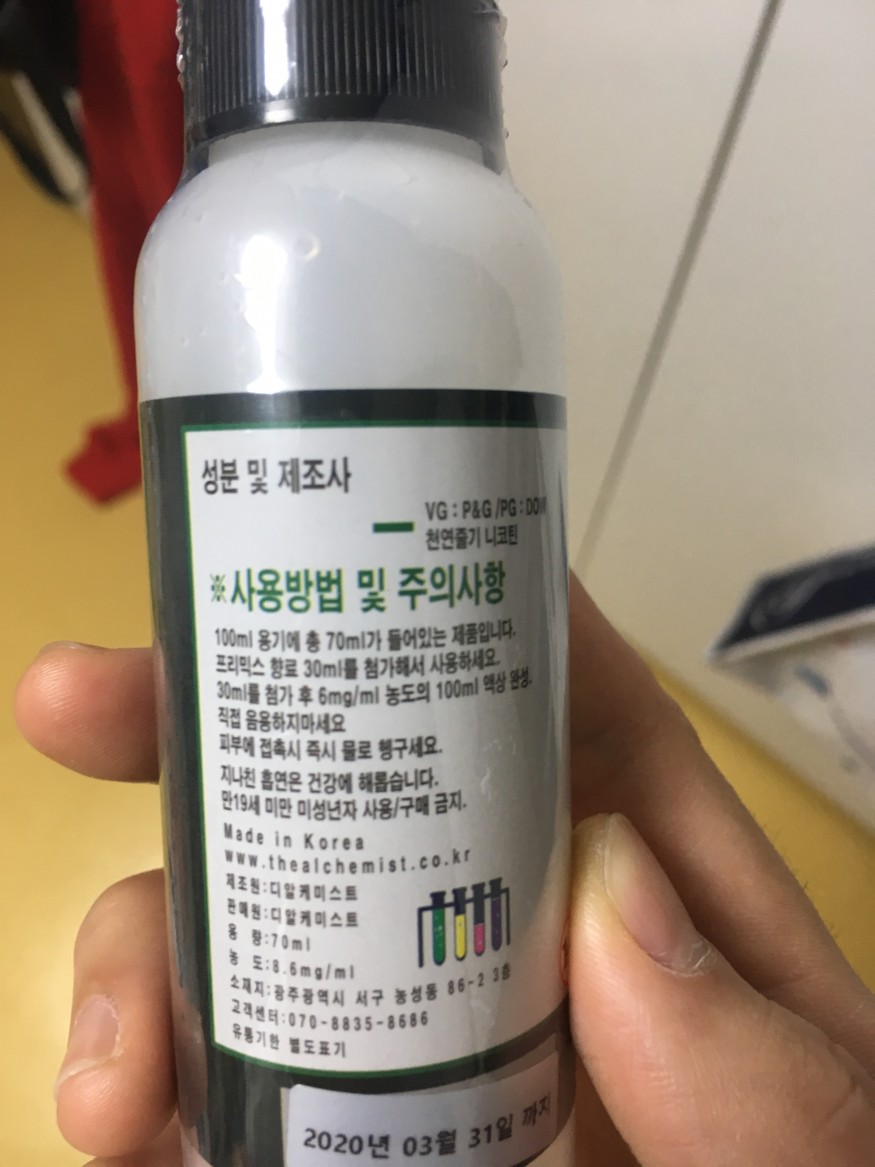 성분 및 제조사
VG : P&G /PG : DOW
천연줄기 니코틴
※사용방법 및 주의사항
100ml 용기에 총 70ml가 들어있는 제품입니다.
프리믹스 향료 30ml를 첨가해서 사용하세요.
30ml를 첨가 후 6mg/ml 농도의 100ml 액상 완성.
직접 음용하지마세요
피부에 접촉시 즉시 물로 헹구세요.
지나친 흡연은 건강에 해롭습니다.
만19세 미만 미성년자 사용/구매 금지.
Made in Korea
www.thealchemist.co.kr
제조원:디알케미스트
판매원:디알케미스트
용 량:70ml
농 도:8.6mg/ml
소재지:광주광역시 서구 농성동 86-2 3층
고객센터:070-8835-8686
유통기한 별도표기
2020년 03월 31일 까지